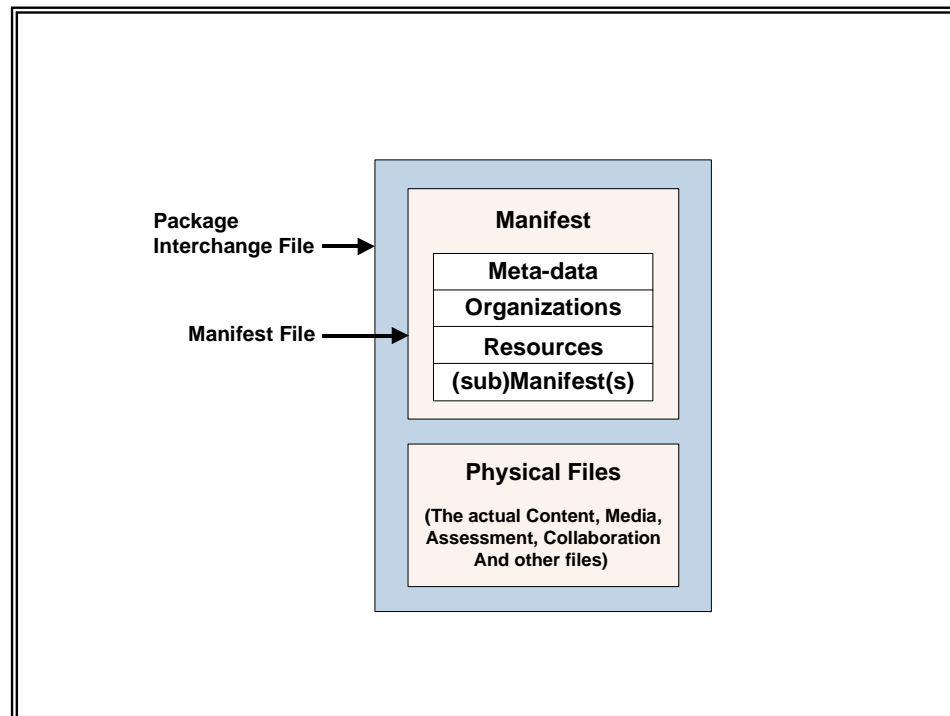 Package
Interchange File
Manifest File
Manifest
Meta-data
Organizations
Resources
(sub)Manifest(s)
Physical Files
(The actual Content, Media,
Assessment, Collaboration
And other files)